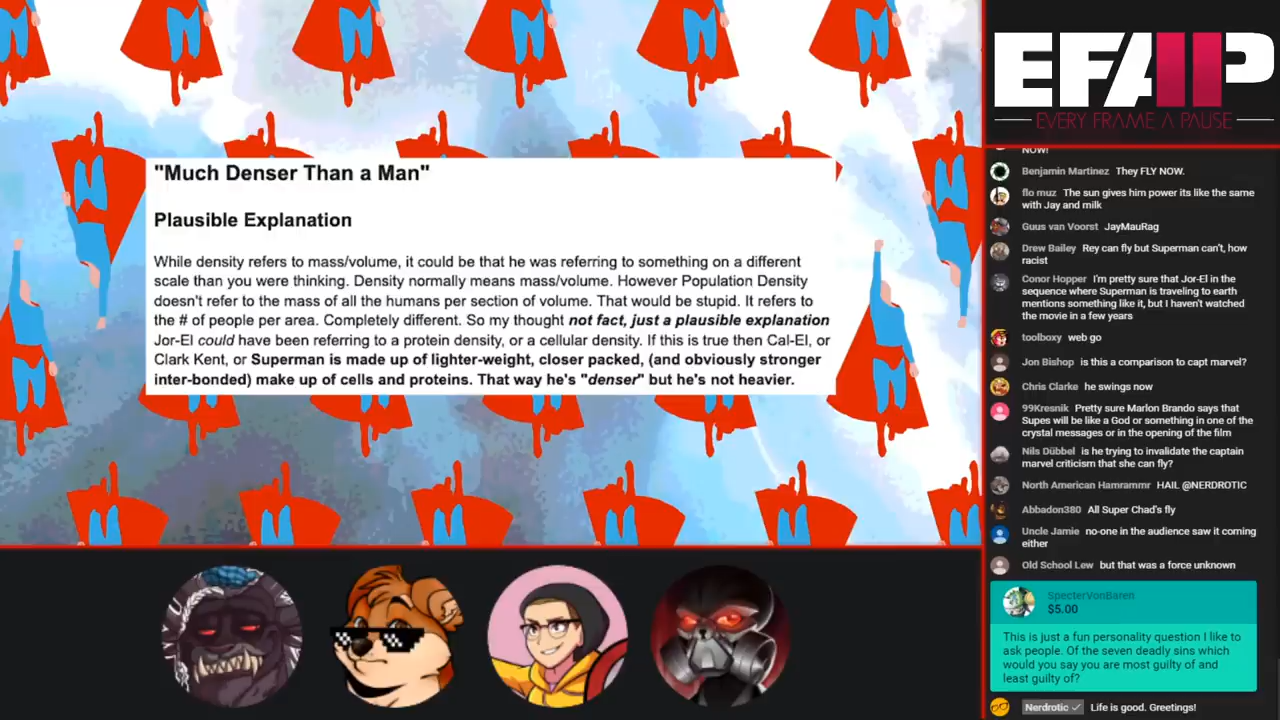 "Much Denser Than a Man"
Plausible Explanation
While density refers to mass/volume, it could be that he was referring to something on a different
scale than you were thinking. Density normally means mass/volume. However Population Density
doesn't refer to the mass of all the humans per section of volume. That would be stupid. It refers to
the # of people per area. Completely different. So my thought not fact, just a plausible explanation
Jor-El could have been referring to a protein density, or a cellular density. If this is true then Cal-El, or
Clark Kent, or Superman is made up of lighter-weight, closer packed, (and obviously stronger
inter-bonded) make up of cells and proteins. That way he's "denser" but he's not heavier.
EFAP
EVERY FRAME A PAUSE
NOW!
Benjamin Martinez They FLY NOW.
flo muz The sun gives him power its like the same
with Jay and milk
Guus van Voorst JayMauRag
Drew Bailey Rey can fly but Superman can't, how
racist
Conor Hopper I'm pretty sure that Jor-El in the
sequence where Superman is traveling to earth
mentions something like it, but I haven't watched
the movie in a few years
toolboxy web go
Jon Bishop is this a comparison to capt marvel?
Chris Clarke he swings now
99Kresnik Pretty sure Marlon Brando says that
Supes will be like a God or something in one of the
crystal messages or in the opening of the film
Nils Dübbel is he trying to invalidate the captain
marvel criticism that she can fly?
North American Hamrammr HAIL @NERDROTIC
Abbadon380 All Super Chad's fly
Uncle Jamie no-one in the audience saw it coming
either
Old School Lew but that was a force unknown
SpecterVonBaren
$5.00
This is just a fun personality question I like to
ask people. Of the seven deadly sins which
would you say you are most guilty of and
least guilty of?
Nerdrotic Life is good. Greetings!